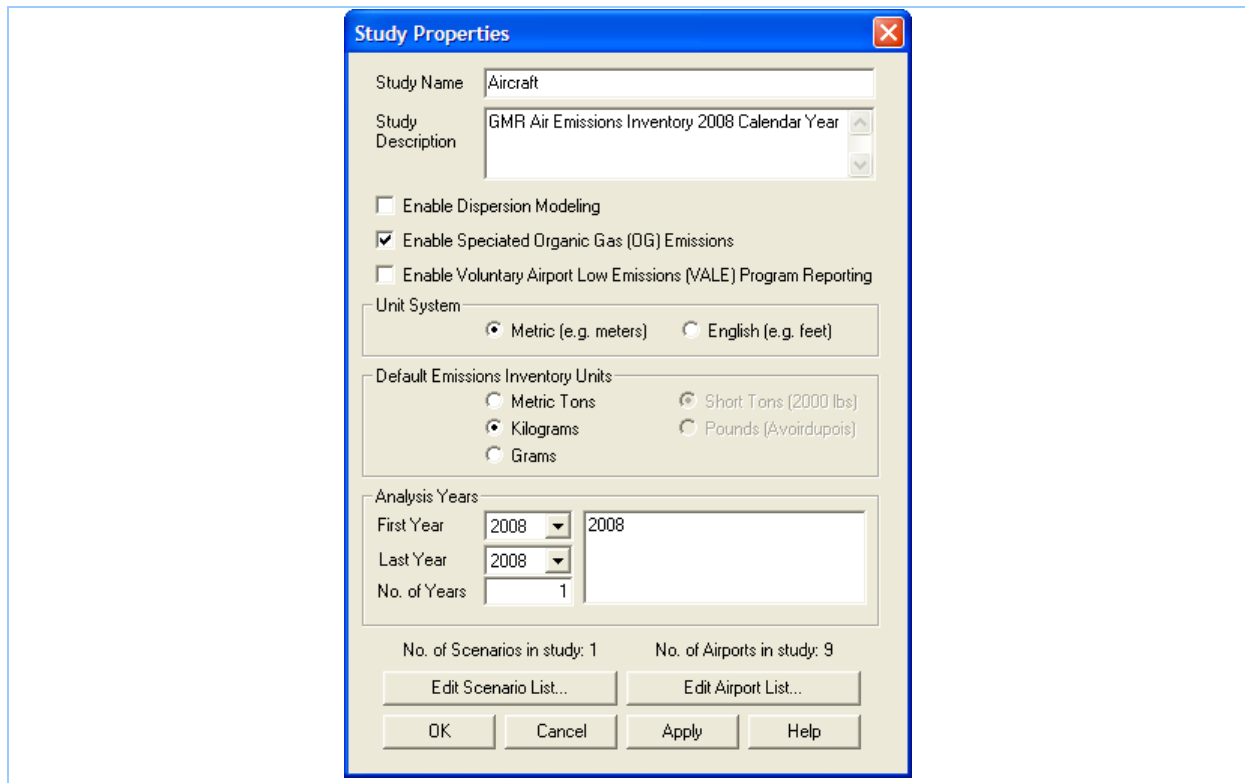 Study Properties
Study Name Aircraft
Study Description GMR Air Emissions Inventory 2008 Calendar Year
Enable Dispersion Modeling
Enable Speciated Organic Gas (OG) Emissions
Enable Voluntary Airport Low Emissions (VALE) Program Reporting
Unit System
Metric (e.g. meters) English (e.g. feet)
Default Emissions Inventory Units
Metric Tons Short Tons (2000 lbs)
Kilograms Pounds (Avoirdupois)
Grams
Analysis Years
First Year 2008 2008
Last Year 2008
No. of Years 1
No. of Scenarios in study: 1 No. of Airports in study: 9
Edit Scenario List... Edit Airport List...
OK Cancel Apply Help